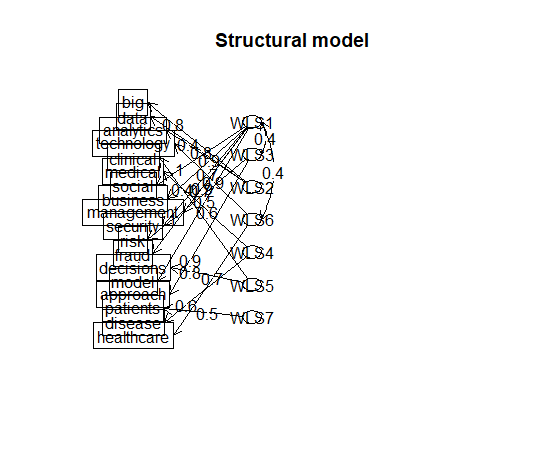 Structural model
big
data
analytics
technology
clinical
medical
social
business
management
security
risk
fraud
decisions
model
approach
patients
disease
healthcare
WLS1
WLS3
WLS2
WLS6
WLS4
WLS5
WLS7
0.8
0.4
0.8
0.9
0.7
1
0.9
0.4
0.5
0.6
0.9
0.8
0.7
0.6
0.5
0.4
0.4